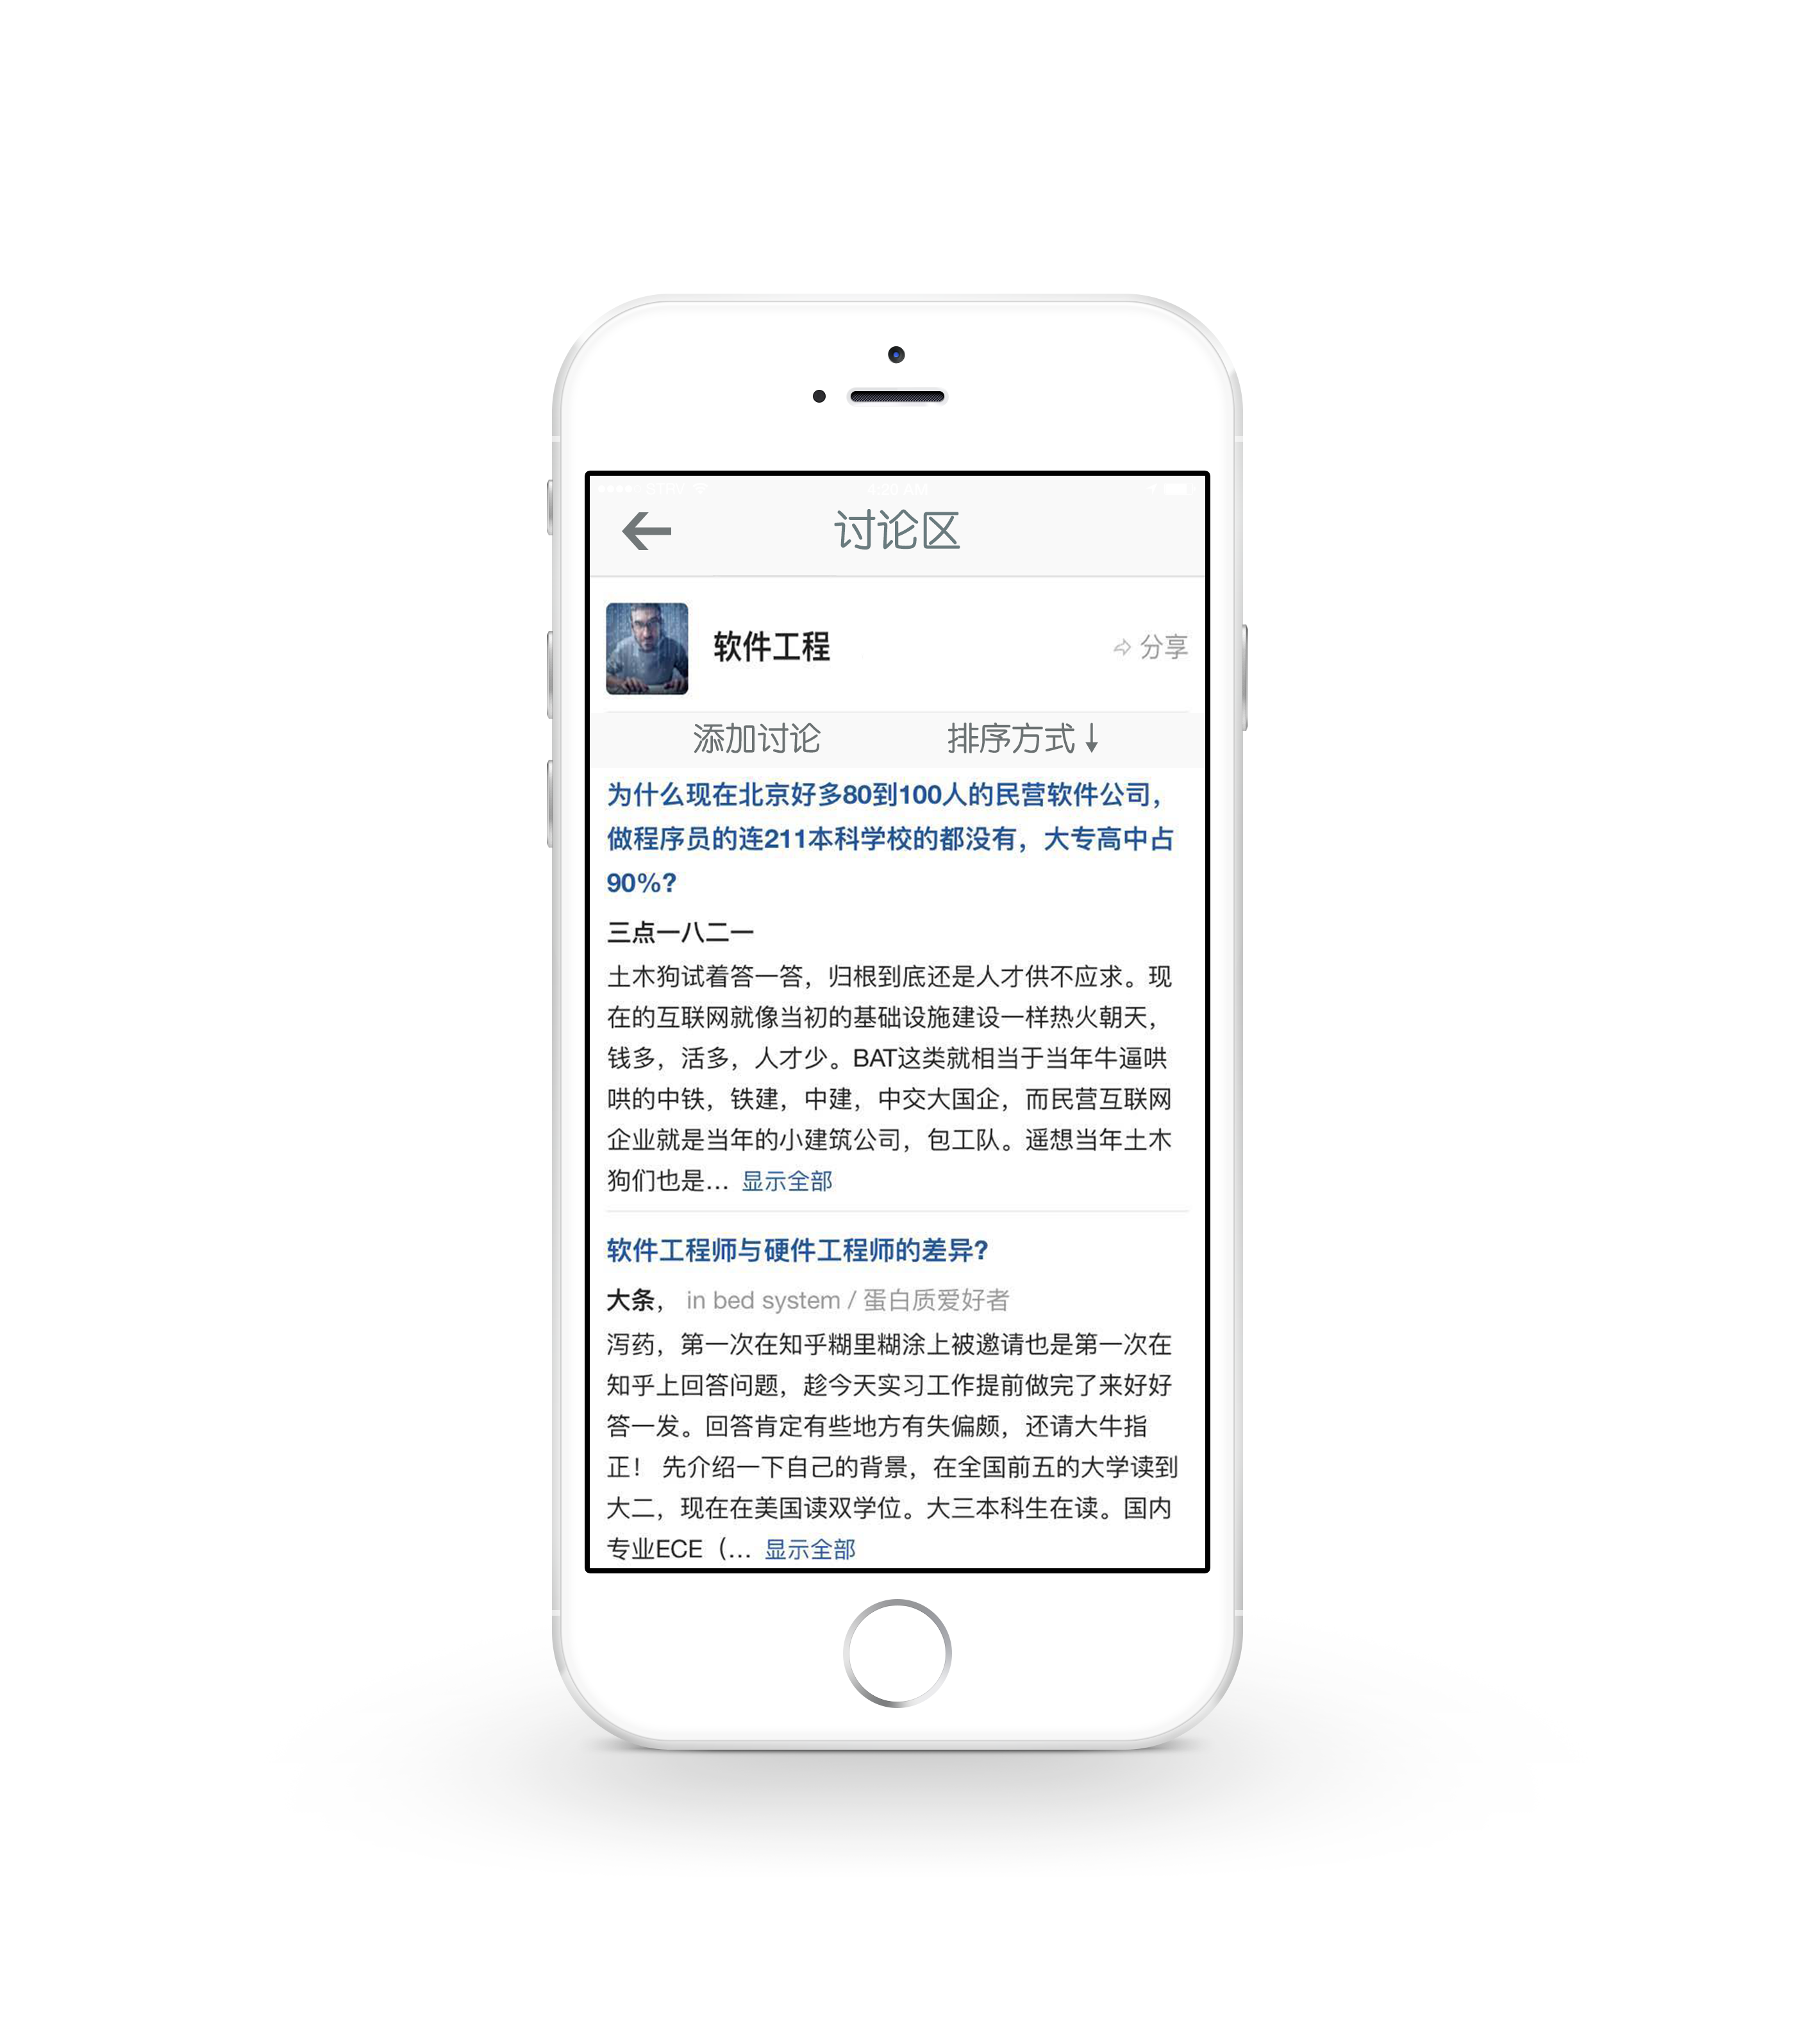 STRV 4:20 AM
讨论区
软件工程 分享
添加讨论 排序方式↓
为什么现在北京好多80到100人的民营软件公司，
做程序员的连211本科学校的都没有，大专高中占
90%?
三点一八二一
土木狗试着答一答，归根到底还是人才供不应求。现
在的互联网就像当初的基础设施建设一样热火朝天，
钱多，活多，人才少。BAT这类就相当于当年牛逼哄
哄的中铁，铁建，中建，中交大国企，而民营互联网
企业就是当年的小建筑公司，包工队。遥想当年土木
狗们也是... 显示全部
软件工程师与硬件工程师的差异?
大条， in bed system / 蛋白质爱好者
泻药，第一次在知乎糊里糊涂上被邀请也是第一次在
知乎上回答问题，趁今天实习工作提前做完了来好好
答一发。回答肯定有些地方有失偏颇，还请大牛指
正！ 先介绍一下自己的背景，在全国前五的大学读到
大二，现在在美国读双学位。大三本科生在读。国内
专业ECE（... 显示全部